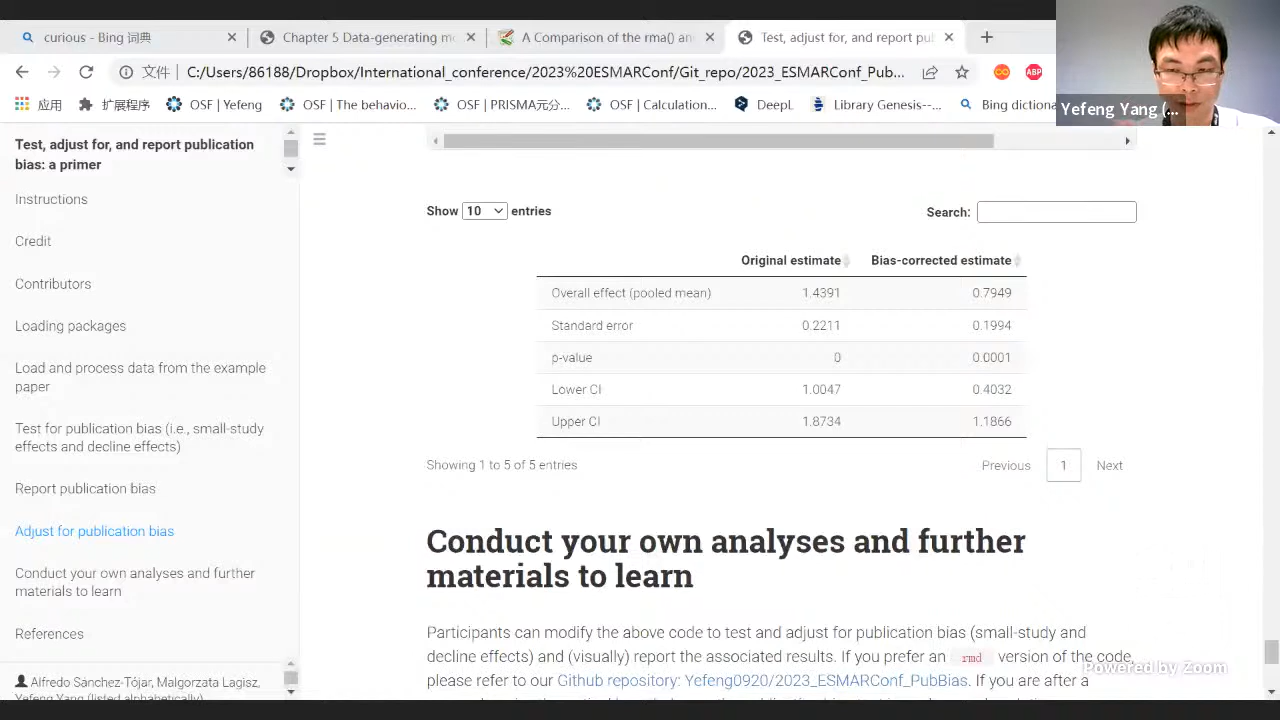 curious - Bing 词典
Chapter 5 Data-generating me
A Comparison of the rma() an
Test, adjust for, and report pu
文件 C:/Users/86188/Dropbox/International_conference/2023%20ESMARConf/Git_repo/2023_ESMARConf_Pub...
ABP
应用 扩展程序 OSF | Yefeng OSF | The behavio... OSF | PRISMA元分... OSF | Calculation... DeepL Library Genesis--... Bing dictiona
Yefeng Yang (...
Test, adjust for, and report publication
bias: a primer
Instructions
Credit
Contributors
Loading packages
Load and process data from the example
paper
Test for publication bias (i.e., small-study
effects and decline effects)
Report publication bias
Adjust for publication bias
Conduct your own analyses and further
materials to learn
References
Alfredo Sánchez-Tójar, Malgorzata Lagisz,
Yefeng Yang (listed alphabetically)
Show 10 entries
Search:
Original estimate Bias-corrected estimate
Overall effect (pooled mean) 1.4391 0.7949
Standard error 0.2211 0.1994
p-value 0 0.0001
Lower CI 1.0047 0.4032
Upper CI 1.8734 1.1866
Showing 1 to 5 of 5 entries
Previous 1 Next
Conduct your own analyses and further
materials to learn
Participants can modify the above code to test and adjust for publication bias (small-study and
decline effects) and (visually) report the associated results. If you prefer an rmd version of the code,
please refer to our Github repository: Yefeng0920/2023_ESMARConf_PubBias. If you are after a
Powered by Zoom